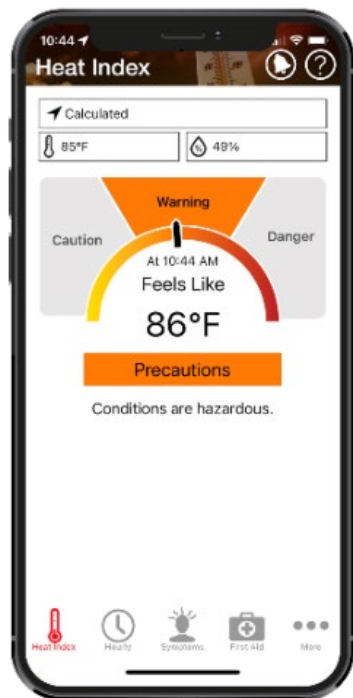 10:44
Heat Index
?
Calculated
85°F
% 49%
Warning
Caution
Danger
At 10:44 AM
Feels Like
86°F
Precautions
Conditions are hazardous.
Heat Index Hourly Symptoms First Aid More